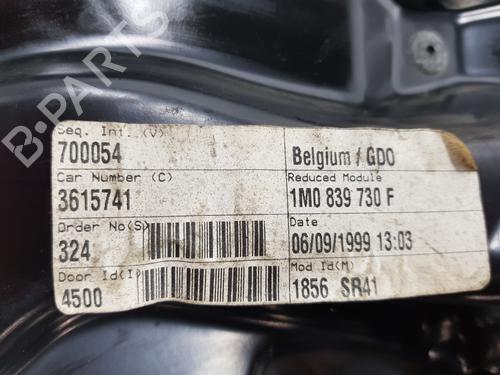 B-PARTS
Seq. Int. (V)
700054
Belgium / GDO
Car Number (C)
Reduced Module
3615741
1M0 839 730 F
Order No(S)
Date
324
06/09/1999 13:03
Door Id(I)
Mod Id(M)
4500
1856 SR41